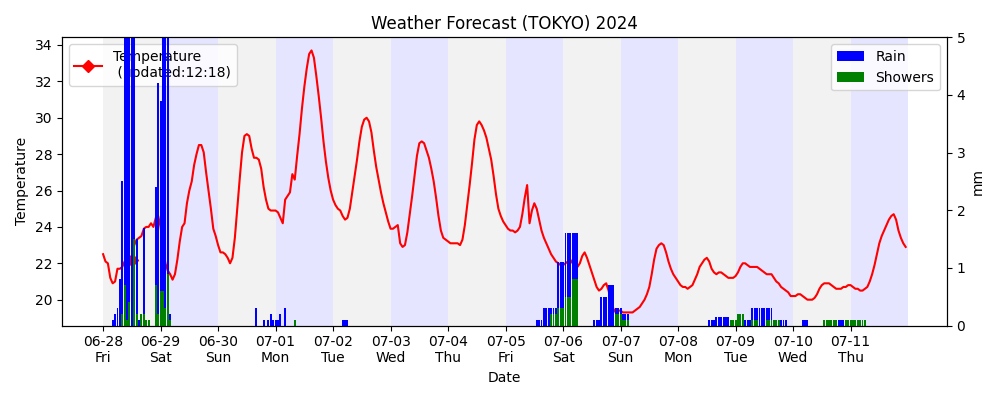 Weather Forecast (TOKYO) 2024
Temperature
(updated:12:18)
Rain
Showers
34
32
30
28
26
24
22
20
Temperature
5
4
3
2
1
0
mm
06-28 06-29 06-30 07-01 07-02 07-03 07-04 07-05 07-06 07-07 07-08 07-09 07-10 07-11
Fri Sat Sun Mon Tue Wed Thu Fri Sat Sun Mon Tue Wed Thu
Date